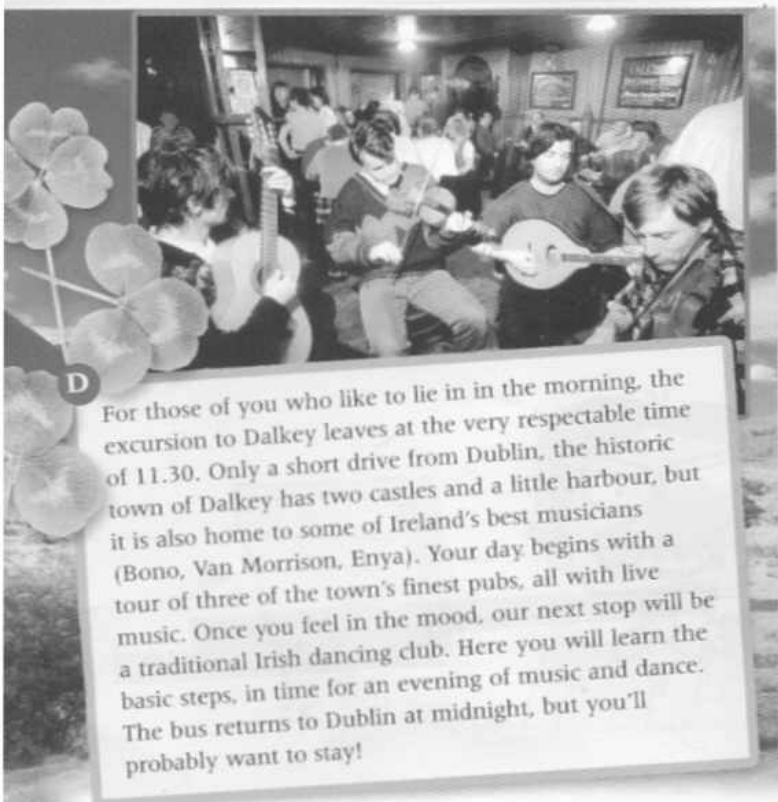 D
For those of you who like to lie in in the morning, the
excursion to Dalkey leaves at the very respectable time
of 11.30. Only a short drive from Dublin, the historic
town of Dalkey has two castles and a little harbour, but
it is also home to some of Ireland's best musicians
(Bono, Van Morrison, Enya). Your day begins with a
tour of three of the town's finest pubs, all with live
music. Once you feel in the mood, our next stop will be
a traditional Irish dancing club. Here you will learn the
basic steps, in time for an evening of music and dance.
The bus returns to Dublin at midnight, but you'll
probably want to stay!